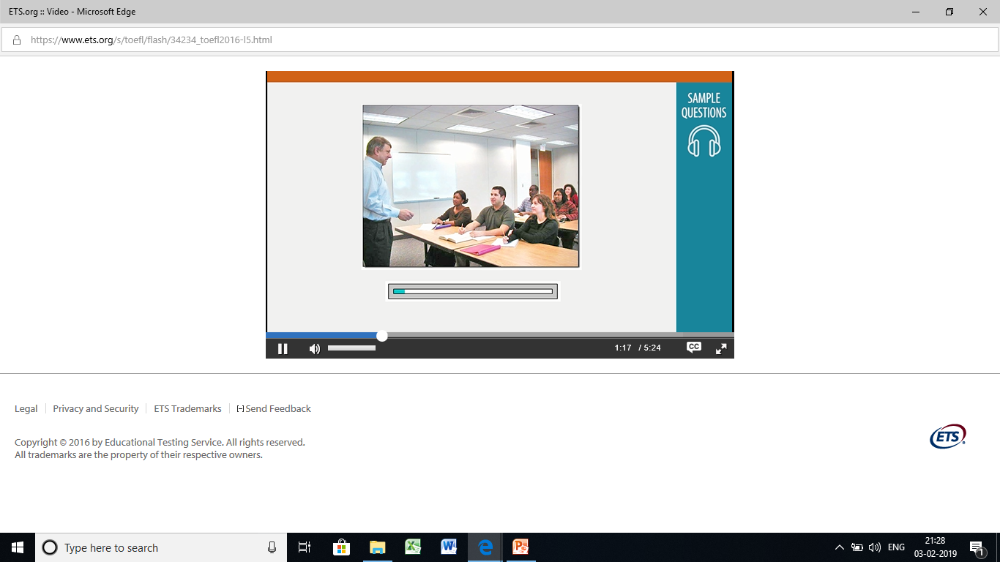 ETS.org :: Video - Microsoft Edge
https://www.ets.org/s/toefl/flash/34234_toefl2016-l5.html
SAMPLE
QUESTIONS
1:17 / 5:24
CC
Legal
Privacy and Security
ETS Trademarks
[-] Send Feedback
Copyright © 2016 by Educational Testing Service. All rights reserved.
All trademarks are the property of their respective owners.
ETS®
Type here to search
ENG
21:28
03-02-2019
1